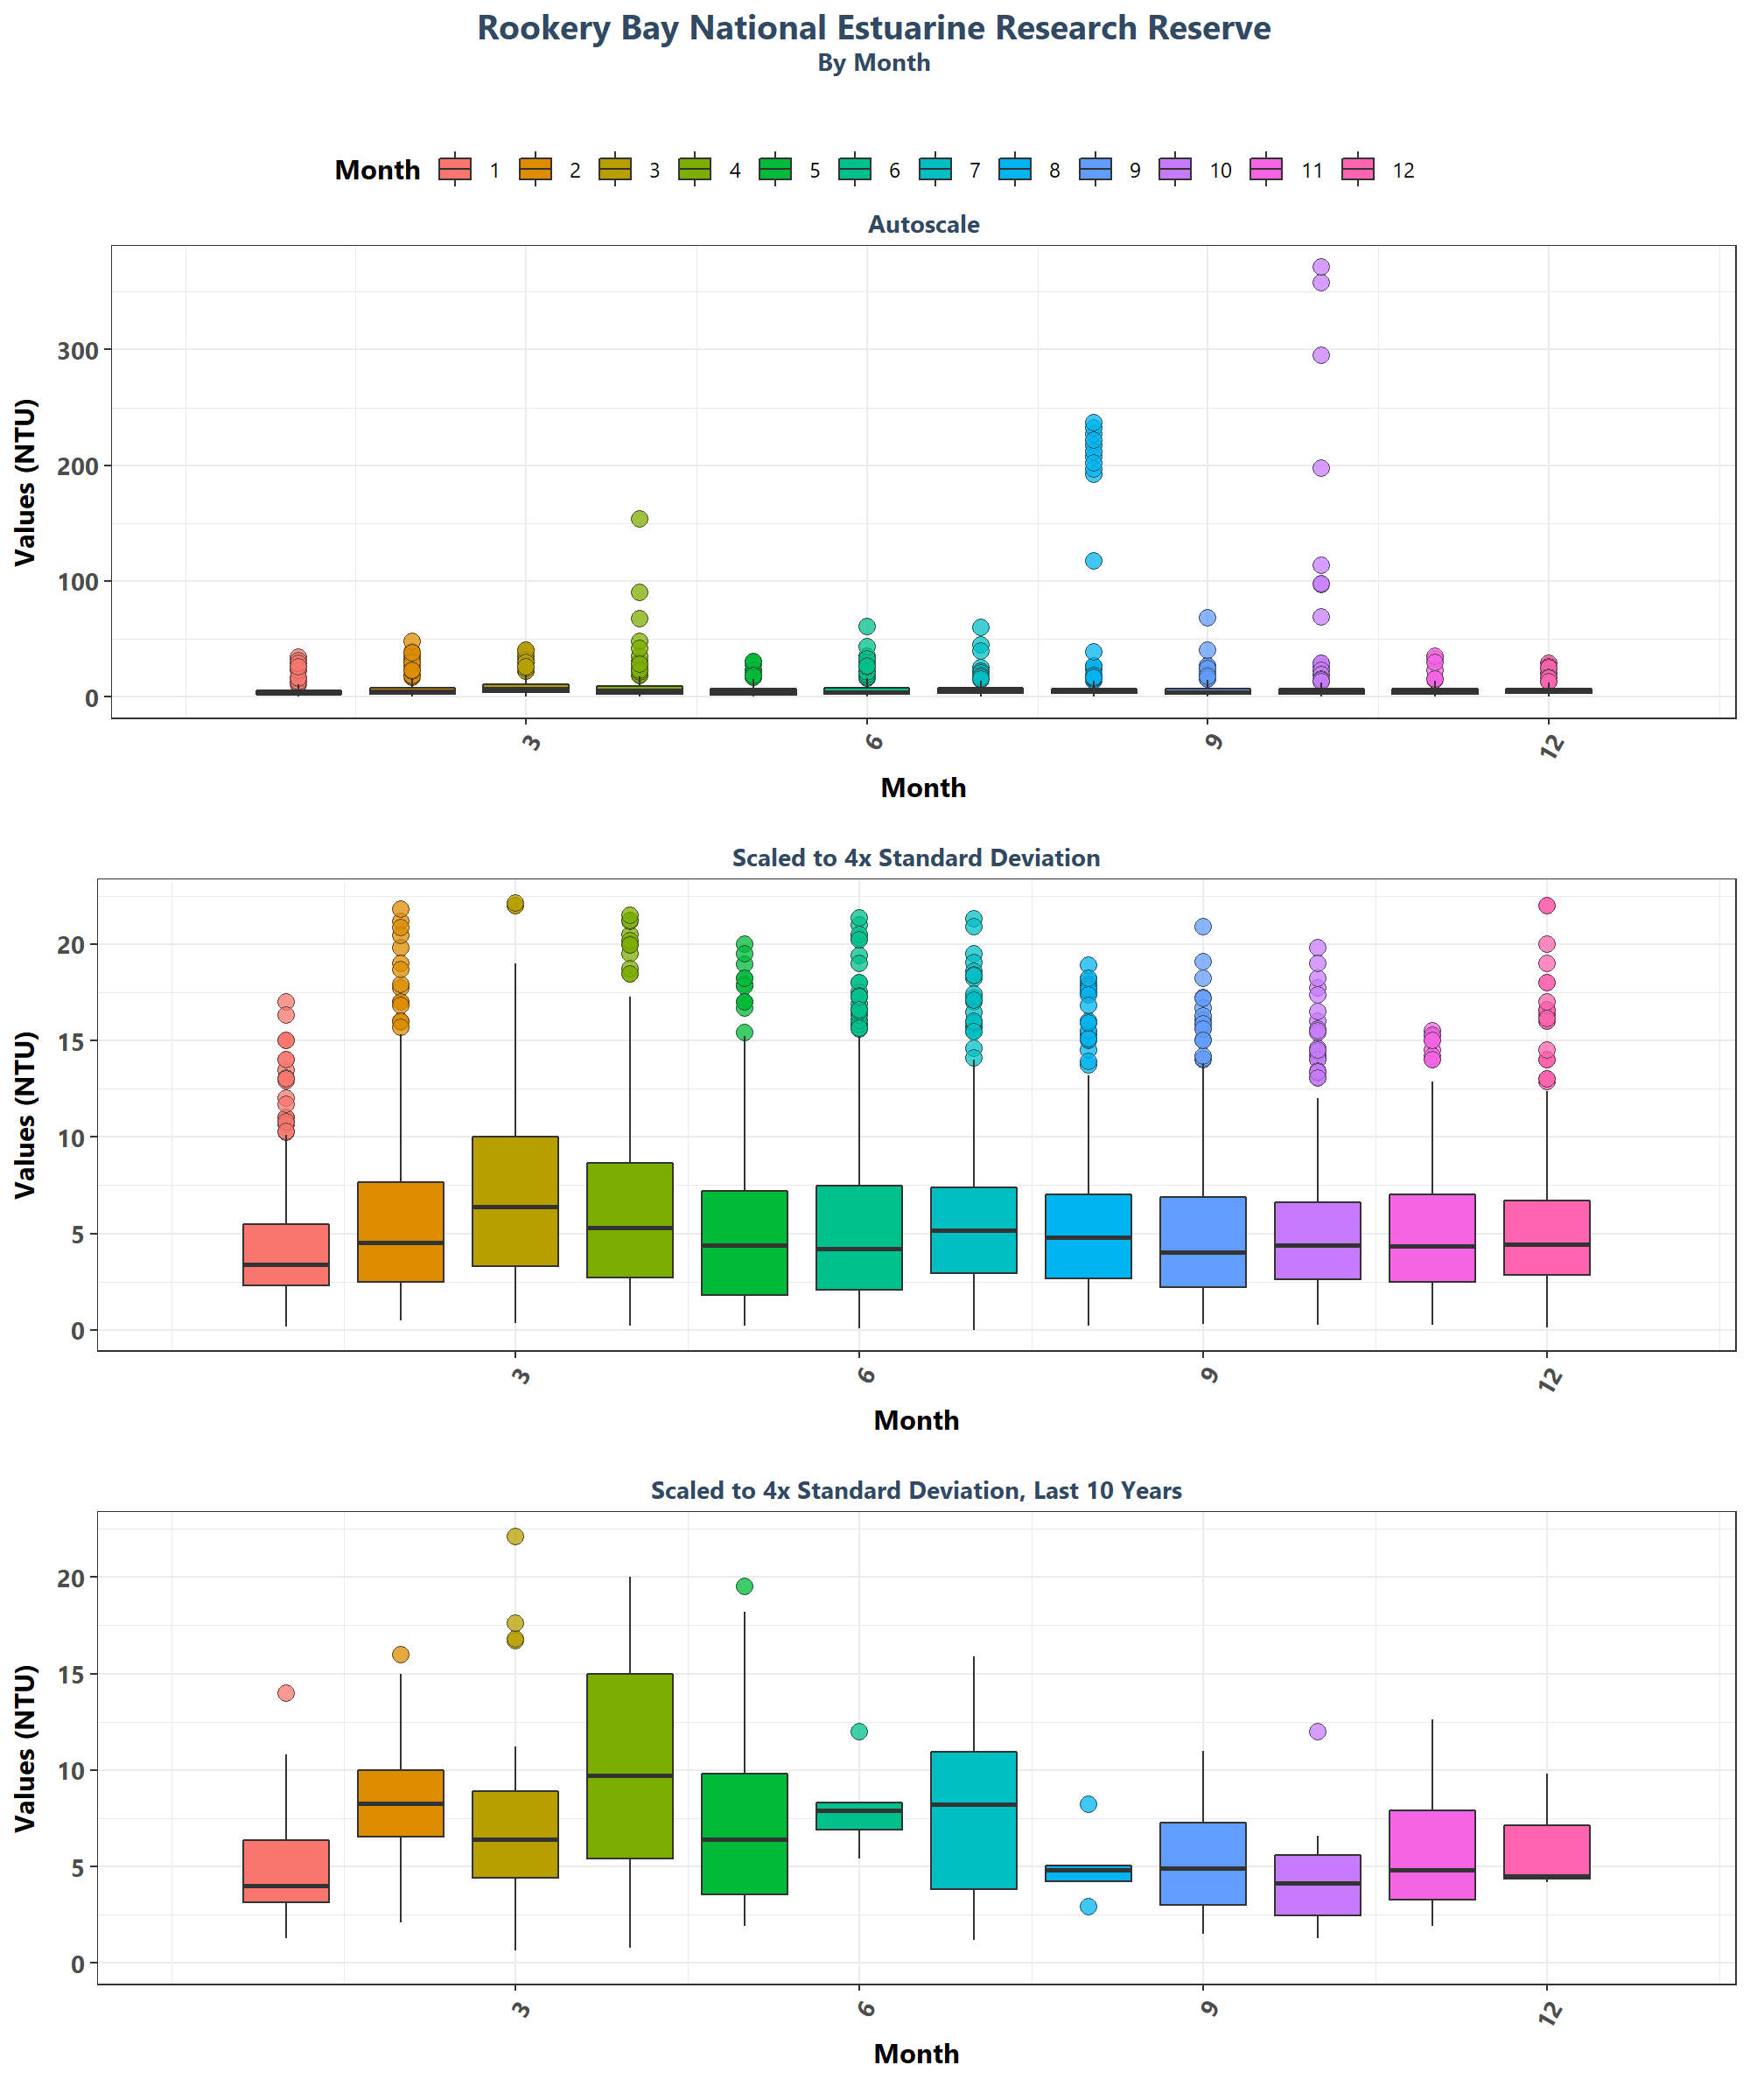 Rookery Bay National Estuarine Research Reserve
By Month
Month 1 2 3 4 5 6 7 8 9 10 11 12
Autoscale
Values (NTU)
300
200
100
0
3 6 9 12
Month
Scaled to 4x Standard Deviation
Values (NTU)
20
15
10
5
0
3 6 9 12
Month
Scaled to 4x Standard Deviation, Last 10 Years
Values (NTU)
20
15
10
5
0
3 6 9 12
Month